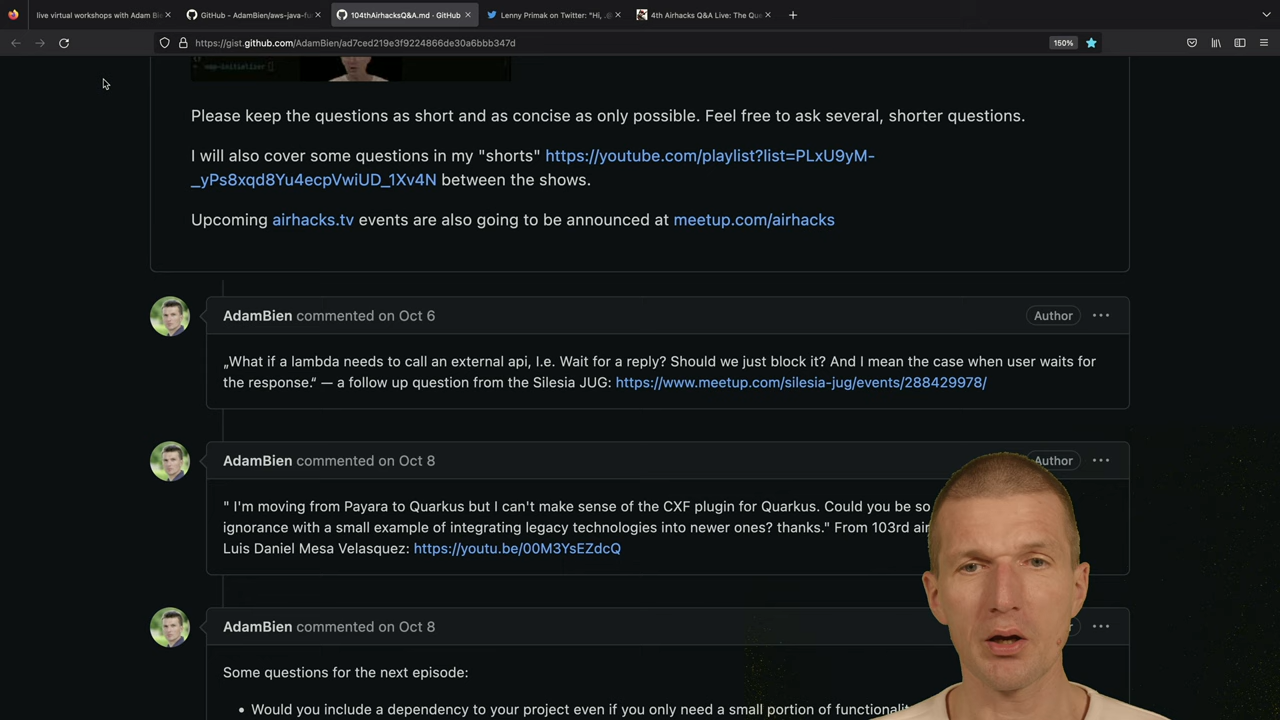 live virtual workshops with Adam Bi
GitHub - AdamBien/aws-java-fu
104thAirhacksQ&A.md · GitHub
Lenny Primak on Twitter: "Hi, .@
4th Airhacks Q&A Live: The Qu
https://gist.github.com/AdamBien/ad7ced219e3f9224866de30a6bbb347d
150%
Please keep the questions as short and as concise as only possible. Feel free to ask several, shorter questions.
I will also cover some questions in my "shorts" https://youtube.com/playlist?list=PLxU9yM-
_yPs8xqd8Yu4ecpVwiUD_1Xv4N between the shows.
Upcoming airhacks.tv events are also going to be announced at meetup.com/airhacks
AdamBien commented on Oct 6
Author
„What if a lambda needs to call an external api, I.e. Wait for a reply? Should we just block it? And I mean the case when user waits for
the response.“ — a follow up question from the Silesia JUG: https://www.meetup.com/silesia-jug/events/288429978/
AdamBien commented on Oct 8
Author
" I'm moving from Payara to Quarkus but I can't make sense of the CXF plugin for Quarkus. Could you be so
ignorance with a small example of integrating legacy technologies into newer ones? thanks." From 103rd air
Luis Daniel Mesa Velasquez: https://youtu.be/00M3YsEZdcQ
AdamBien commented on Oct 8
Some questions for the next episode:
• Would you include a dependency to your project even if you only need a small portion of functionali